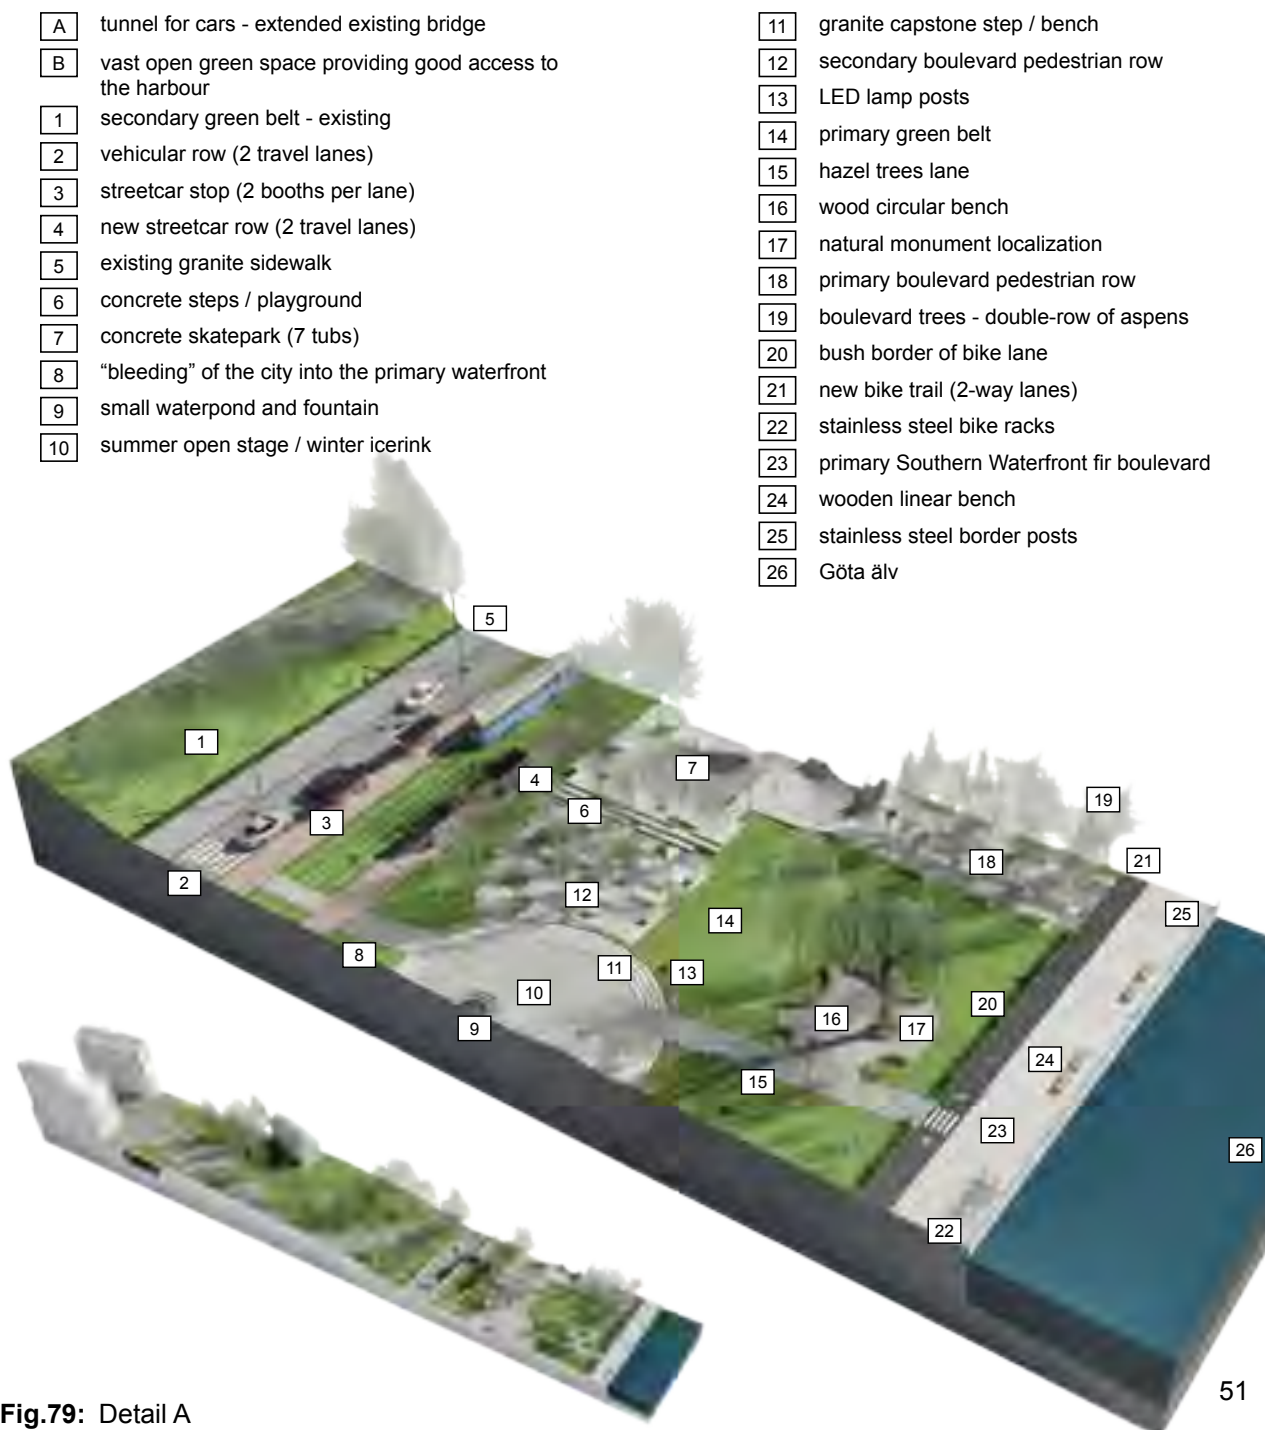 A tunnel for cars - extended existing bridge
B vast open green space providing good access to
the harbour
1 secondary green belt - existing
2 vehicular row (2 travel lanes)
3 streetcar stop (2 booths per lane)
4 new streetcar row (2 travel lanes)
5 existing granite sidewalk
6 concrete steps / playground
7 concrete skatepark (7 tubs)
8 “bleeding” of the city into the primary waterfront
9 small waterpond and fountain
10 summer open stage / winter icerink
11 granite capstone step / bench
12 secondary boulevard pedestrian row
13 LED lamp posts
14 primary green belt
15 hazel trees lane
16 wood circular bench
17 natural monument localization
18 primary boulevard pedestrian row
19 boulevard trees - double-row of aspens
20 bush border of bike lane
21 new bike trail (2-way lanes)
22 stainless steel bike racks
23 primary Southern Waterfront fir boulevard
24 wooden linear bench
25 stainless steel border posts
26 Göta älv
5
1
7
4
19
6
3
18
21
2
12
25
14
8
11
13
10
20
16
17
9
24
15
23
26
22
51
Fig.79: Detail A